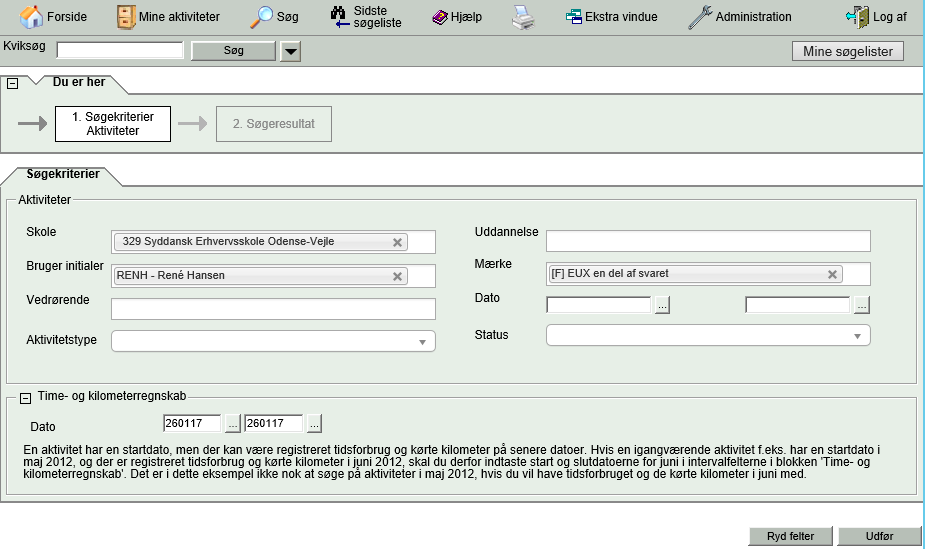 Forside
Mine aktiviteter
Søg
Sidste
søgeliste
Hjælp
Ekstra vindue
Administration
Log af
Kviksøg
Søg
Mine søgelister
Du er her
1. Søgekriterier
Aktiviteter
2. Søgeresultat
Søgekriterier
Aktiviteter
Skole
329 Syddansk Erhvervsskole Odense-Vejle
Uddannelse
Bruger initialer
RENH - René Hansen
Mærke
[F] EUX en del af svaret
Vedrørende
Dato
...
...
Aktivitetstype
Status
Time- og kilometerregnskab
Dato
260117
...
260117
...
En aktivitet har en startdato, men der kan være registreret tidsforbrug og kørte kilometer på senere datoer. Hvis en igangværende aktivitet f.eks. har en startdato i
maj 2012, og der er registreret tidsforbrug og kørte kilometer i juni 2012, skal du derfor indtaste start og slutdatoerne for juni i intervalfelterne i blokken 'Time- og
kilometerregnskab'. Det er i dette eksempel ikke nok at søge på aktiviteter i maj 2012, hvis du vil have tidsforbruget og de kørte kilometer i juni med.
Ryd felter
Udfør